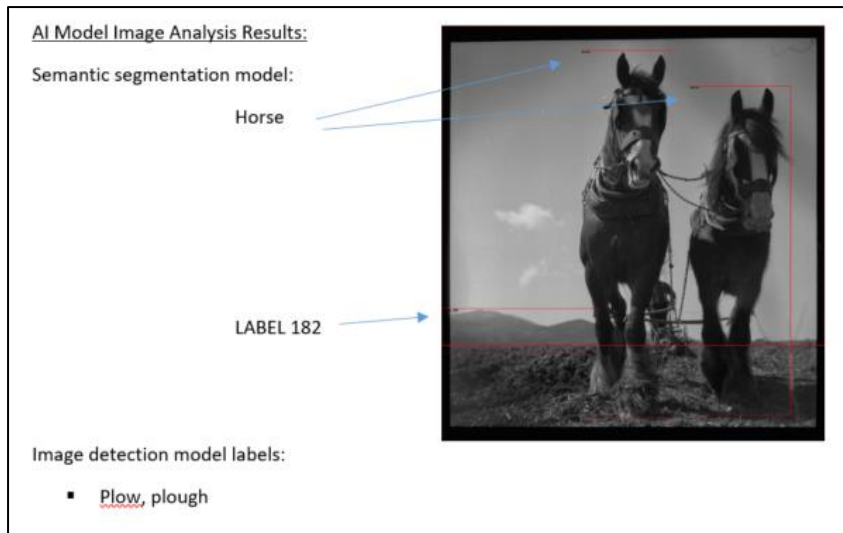 AI Model Image Analysis Results:
Semantic segmentation model:
Horse
LABEL 182
Image detection model labels:
▪ Plow, plough